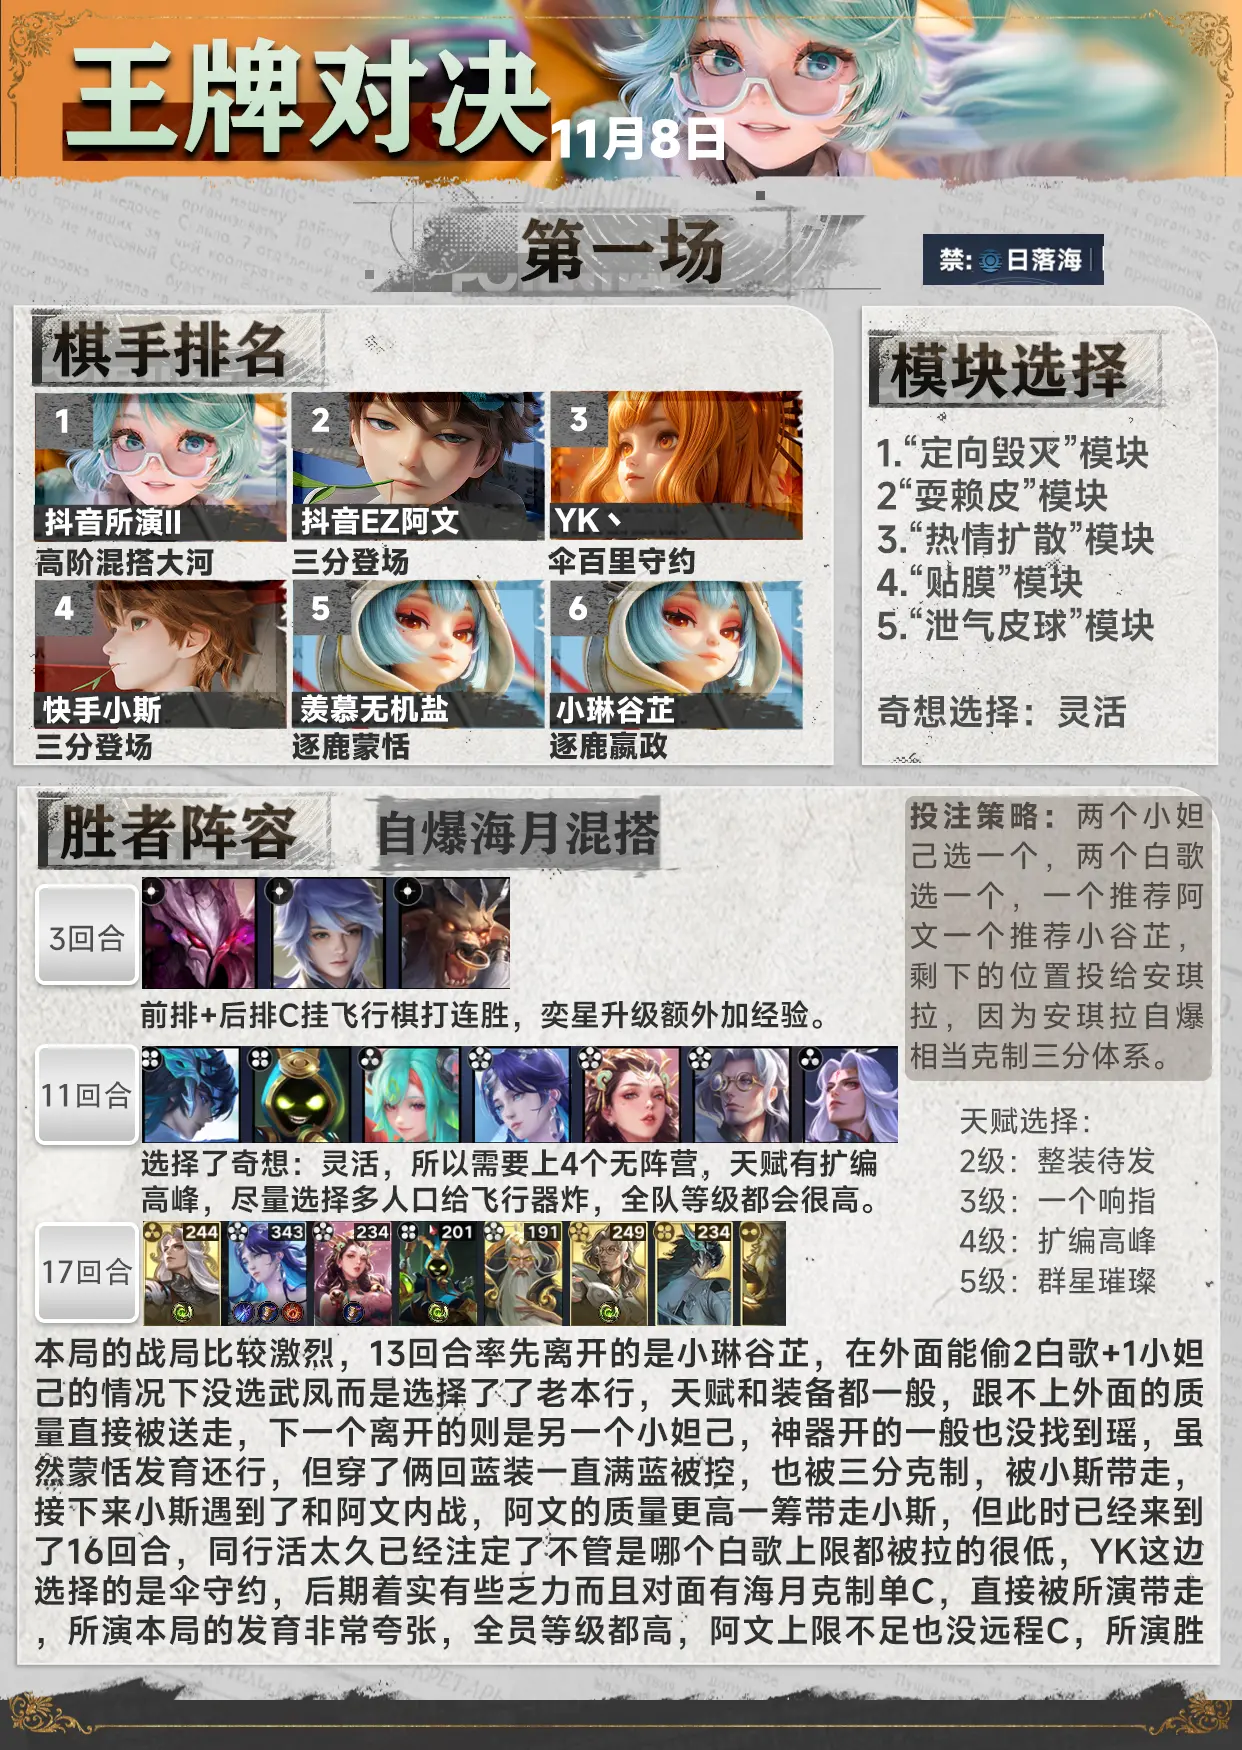 王牌对决
11月8日
第一场
禁: 日落海
棋手排名
1
抖音所演II
高阶混搭大河
2
抖音EZ阿文
三分登场
3
YK丶
伞百里守约
4
快手小斯
三分登场
5
羡慕无机盐
逐鹿蒙恬
6
小琳谷芷
逐鹿嬴政
模块选择
1.“定向毁灭”模块
2“耍赖皮”模块
3.“热情扩散”模块
4.“贴膜”模块
5.“泄气皮球”模块
奇想选择：灵活
胜者阵容
自爆海月混搭
3回合
前排+后排C挂飞行棋打连胜，奕星升级额外加经验。
11回合
选择了奇想：灵活，所以需要上4个无阵营，天赋有扩编
高峰，尽量选择多人口给飞行器炸，全队等级都会很高。
17回合
244 343 234 201 191 249 234
投注策略：两个小妲
己选一个，两个白歌
选一个，一个推荐阿
文一个推荐小谷芷，
剩下的位置投给安琪
拉，因为安琪拉自爆
相当克制三分体系。
天赋选择：
2级：整装待发
3级：一个响指
4级：扩编高峰
5级：群星璀璨
本局的战局比较激烈，13回合率先离开的是小琳谷芷，在外面能偷2白歌+1小妲
己的情况下没选武凤而是选择了了老本行，天赋和装备都一般，跟不上外面的质
量直接被送走，下一个离开的则是另一个小妲己，神器开的一般也没找到瑶，虽
然蒙恬发育还行，但穿了俩回蓝装一直满蓝被控，也被三分克制，被小斯带走，
接下来小斯遇到了和阿文内战，阿文的质量更高一筹带走小斯，但此时已经来到
了16回合，同行活太久已经注定了不管是哪个白歌上限都被拉的很低，YK这边
选择的是伞守约，后期着实有些乏力而且对面有海月克制单C，直接被所演带走
，所演本局的发育非常夸张，全员等级都高，阿文上限不足也没远程C，所演胜